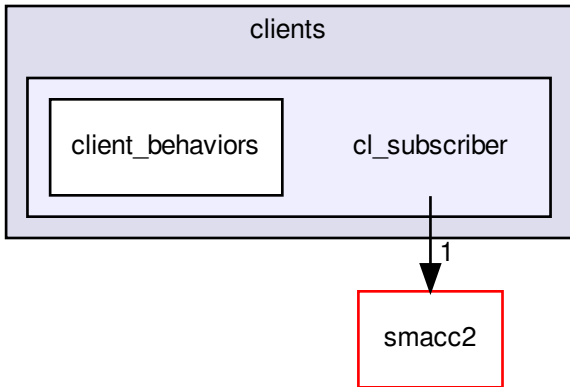 clients
client_behaviors
cl_subscriber
1
smacc2